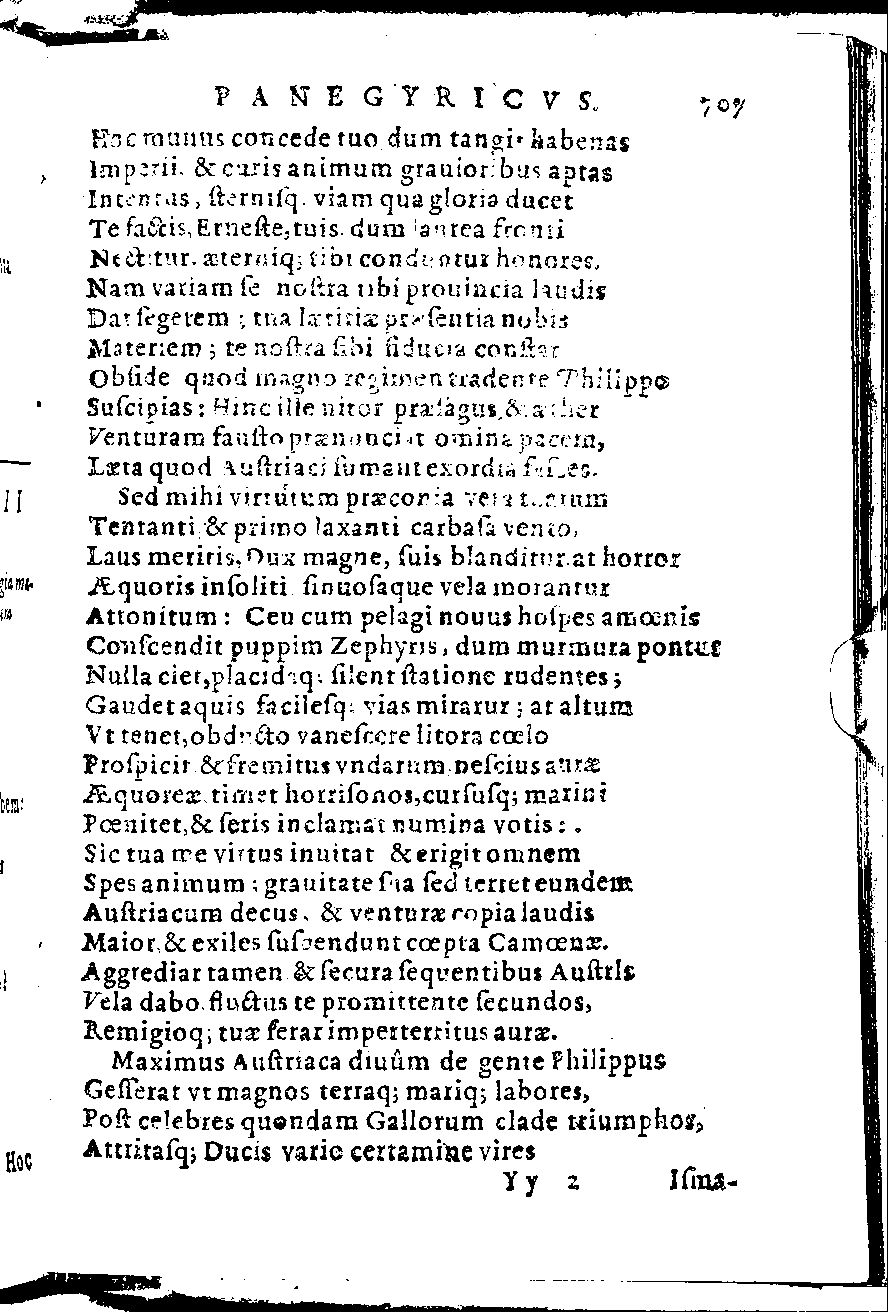 PANEGYRICVS. 707
Hoc munus concede tuo dum tangit habenas
Imperii, & curis animum grauioribus aptas
Intentus, ſterniſq. viam qua gloria ducet
Te factis, Erneſte, tuis. dum laurea fronti
Nectitur. æterniq; tibi conduntur honores.
Nam variam ſe noſtra tibi prouincia laudis
Dat ſegetem; tua lætitiæ præſentia nobis
Materiem; te noſtra ſibi fiducia conſtat
Obſide quod magno regimen tradente Philippo
Suſcipias: Hinc ille nitor præſagus, & æther
Venturam fauſto prænunciat omina pacem,
Læta quod Auſtriaci ſumant exordia faſces.
Sed mihi virtutum præconia vera tuarum
Tentanti & primo laxanti carbaſa vento,
Laus meritis, Dux magne, ſuis blanditur. at horror
Æquoris inſoliti ſinuoſaque vela morantur
Attonitum: Ceu cum pelagi nouus hoſpes amœnis
Conſcendit puppim Zephyris, dum murmura pontus
Nulla ciet, placidæq; ſilent ſtatione rudentes;
Gaudet aquis facileſq; vias miratur; at altum
Vt tenet, obducto vaneſcere litora cœlo
Proſpicit & fremitus vndarum neſcius auræ
Æquoreæ timet horriſonos, curſuſq; marini
Pœnitet, & ſeris inclamat numina votis: .
Sic tua me virtus inuitat & erigit omnem
Spes animum; grauitate ſua ſed terret eundem
Auſtriacum decus, & venturæ copia laudis
Maior, & exiles ſuſpendunt cœpta Camœnæ.
Aggrediar tamen & ſecura ſequentibus Auſtris
Vela dabo. fluctus te promittente ſecundos,
Remigioq; tuæ ferar imperterritus auræ.
Maximus Auſtriaca diuûm de gente Philippus
Geſſerat vt magnos terraq; mariq; labores,
Poſt celebres quondam Gallorum clade triumphos,
Attritaſq; Ducis vario certamine vires
Yy 2 Iſma-
Hoc